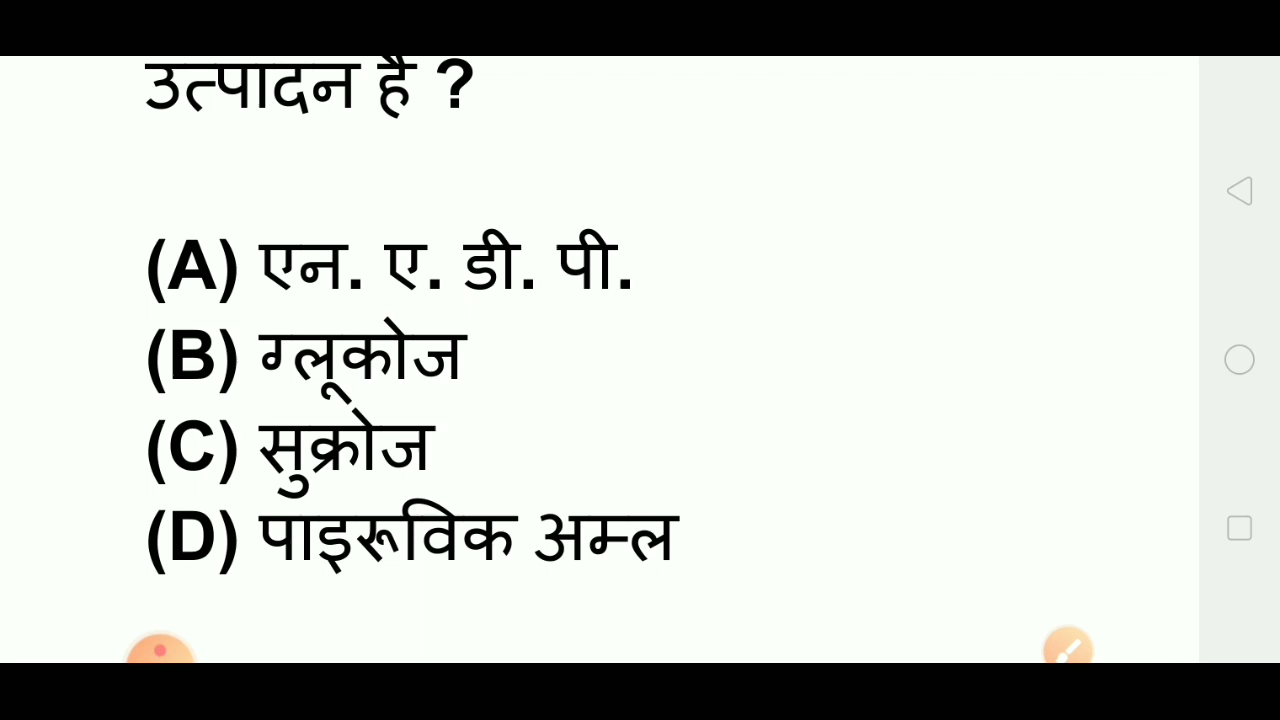 उत्पादन है ?
(A) एन. ए. डी. पी.
(B) ग्लूकोज
(C) सुक्रोज
(D) पाइरूविक अम्ल